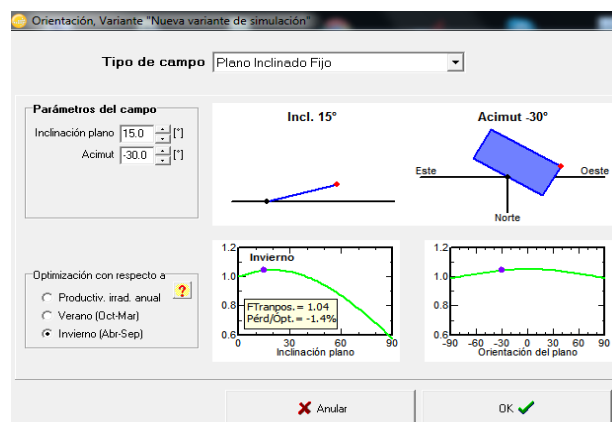 Orientación, Variante "Nueva variante de simulación"
Tipo de campo Plano Inclinado Fijo
Parámetros del campo
Inclinación plano 15.0 [°]
Acimut -30.0 [°]
Incl. 15°
Acimut -30°
Este
Oeste
Norte
Optimización con respecto a
?
Productiv. irrad. anual
Verano (Oct-Mar)
Invierno (Abr-Sep)
1.2
1.0
0.8
0.6
Invierno
FTranpos. = 1.04
Pérd/Ópt. = -1.4%
0 30 60 90
Inclinación plano
1.2
1.0
0.8
0.6
-90 -60 -30 0 30 60 90
Orientación del plano
Anular
OK